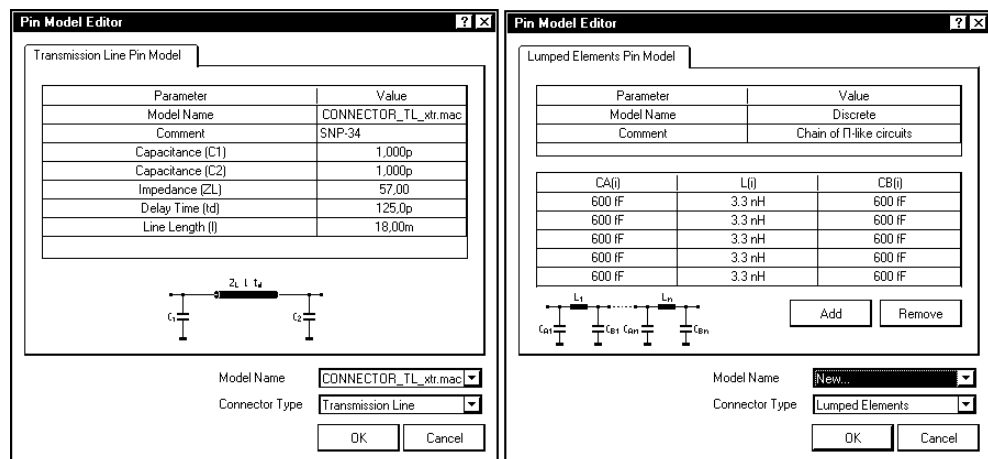 Pin Model Editor
Transmission Line Pin Model
Parameter Value
Model Name CONNECTOR_TL_xtr.mac
Comment SNP-34
Capacitance (C1) 1,000p
Capacitance (C2) 1,000p
Impedance (ZL) 57,00
Delay Time (td) 125,0p
Line Length (l) 18,00m
ZL l td
C1 C2
Model Name CONNECTOR_TL_xtr.mac
Connector Type Transmission Line
OK Cancel
Pin Model Editor
Lumped Elements Pin Model
Parameter Value
Model Name Discrete
Comment Chain of Π-like circuits
CA(i) L(i) CB(i)
600 fF 3.3 nH 600 fF
600 fF 3.3 nH 600 fF
600 fF 3.3 nH 600 fF
600 fF 3.3 nH 600 fF
600 fF 3.3 nH 600 fF
L1 Ln
CA1 CB1 CAn CBn
Add Remove
Model Name New...
Connector Type Lumped Elements
OK Cancel